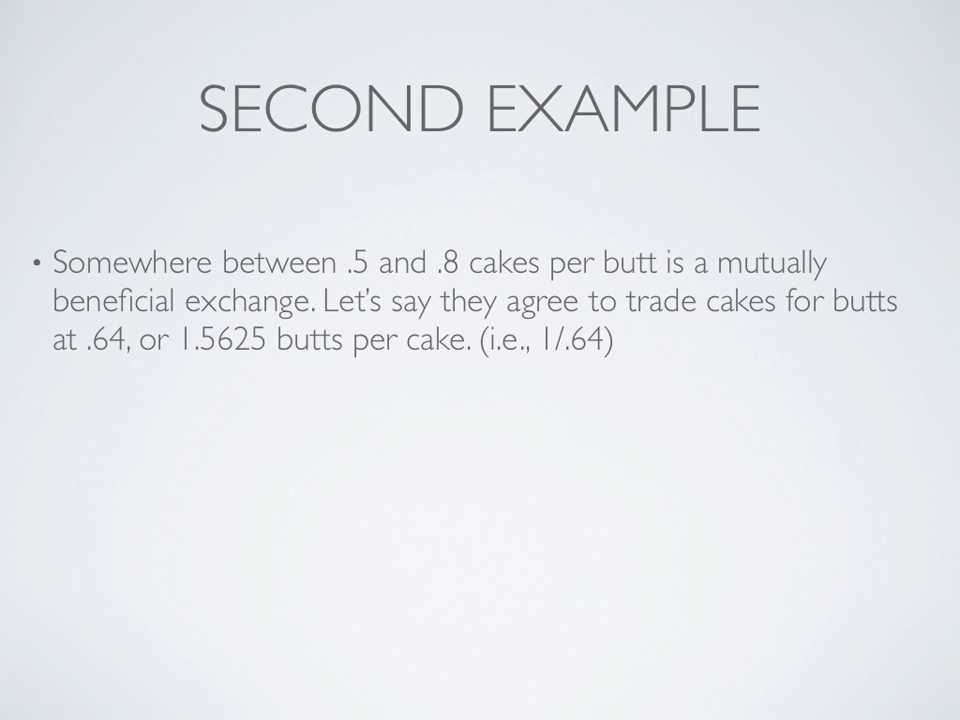 SECOND EXAMPLE
• Somewhere between .5 and .8 cakes per butt is a mutually
beneficial exchange. Let’s say they agree to trade cakes for butts
at .64, or 1.5625 butts per cake. (i.e., 1/.64)